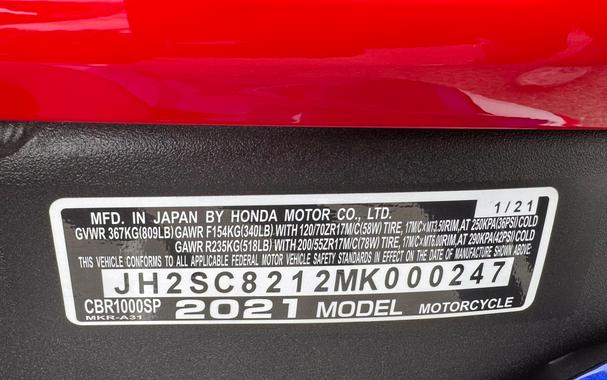 1/21
MFD. IN JAPAN BY HONDA MOTOR CO., LTD.
GVWR 367KG(809LB) GAWR F154KG(340LB) WITH 120/70ZR17M/C(58W) TIRE, 17M/C×MT3.50RIM, AT 250KPA(36PSI) COLD
GAWR R235KG(518LB) WITH 200/55ZR17M/C(78W) TIRE, 17M/C×MT6.00RIM, AT 290KPA(42PSI) COLD
THIS VEHICLE CONFORMS TO ALL APPLICABLE FEDERAL MOTOR VEHICLE SAFETY STANDARDS IN EFFECT ON THE DATE OF MANUFACTURE SHOWN ABOVE.
JH2SC8212MK000247
CBR1000SP 2021 MODEL MOTORCYCLE
MKR-A31